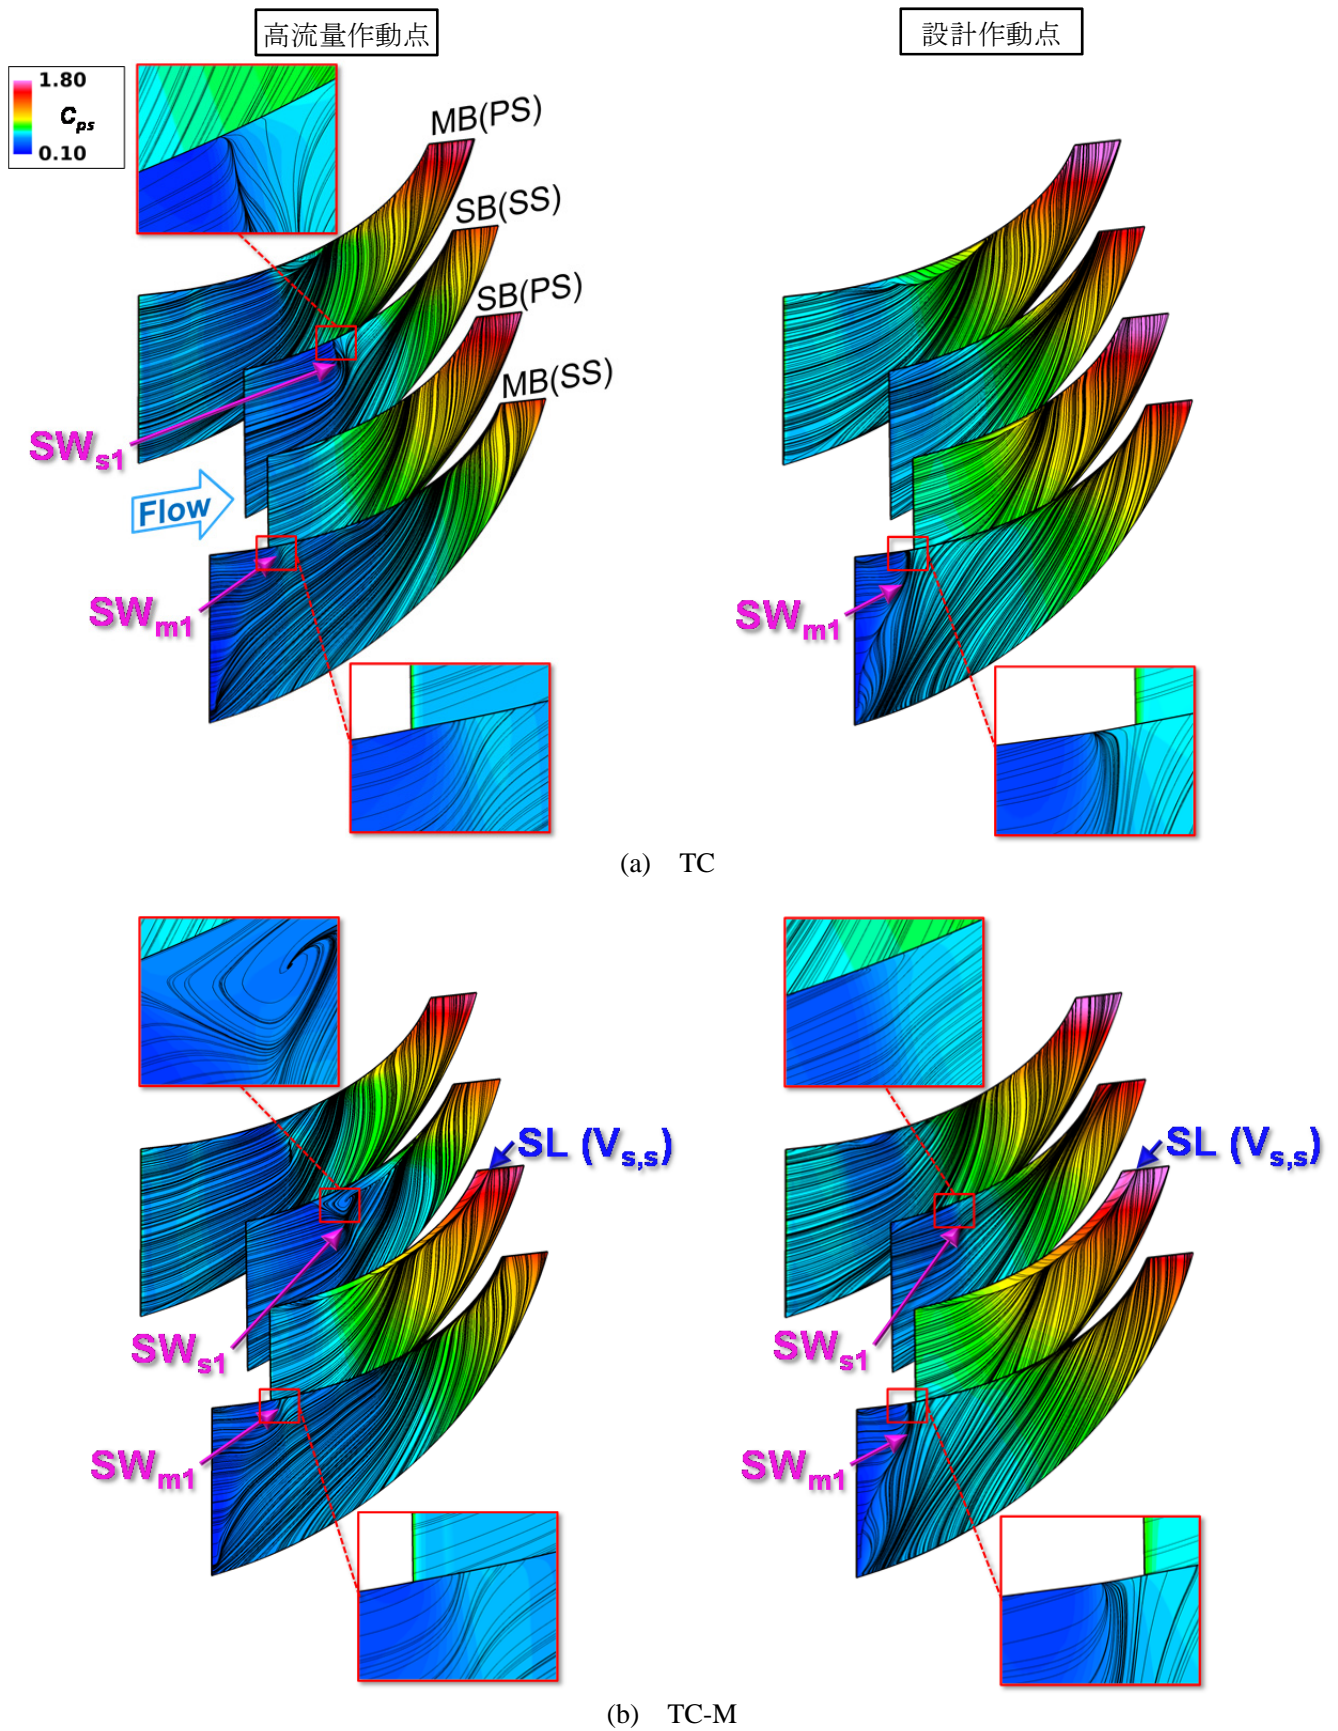 高流量作動点
設計作動点
1.80
Cps
0.10
MB(PS)
SB(SS)
SB(PS)
MB(SS)
SWs1
Flow
SWm1
SWm1
(a) TC
SL (Vs,s)
SL (Vs,s)
SWs1
SWs1
SWm1
SWm1
(b) TC-M